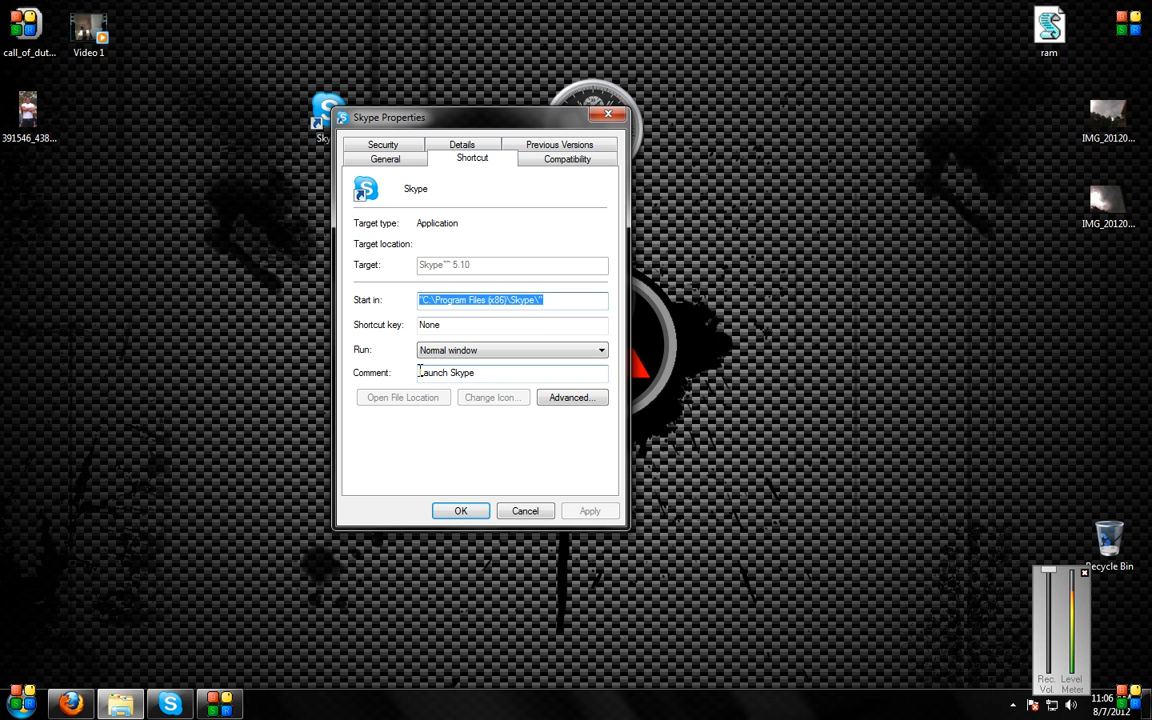 call_of_dut...
Video 1
ram
391546_438...
IMG_20120...
IMG_20120...
Sky
Skype Properties
Security
Details
Previous Versions
General
Shortcut
Compatibility
Skype
Target type:
Application
Target location:
Target:
Skype™ 5.10
Start in:
"C:\Program Files (x86)\Skype\"
Shortcut key:
None
Run:
Normal window
Comment:
Launch Skype
Open File Location
Change Icon...
Advanced...
OK
Cancel
Apply
Recycle Bin
Rec. Vol.
Level Meter
11:06
8/7/2012